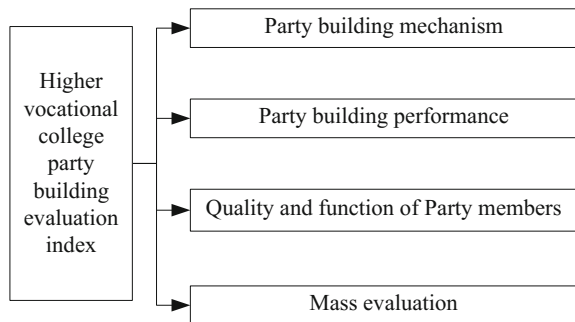 Higher
vocational
college
party
building
evaluation
index
Party building mechanism
Party building performance
Quality and function of Party members
Mass evaluation